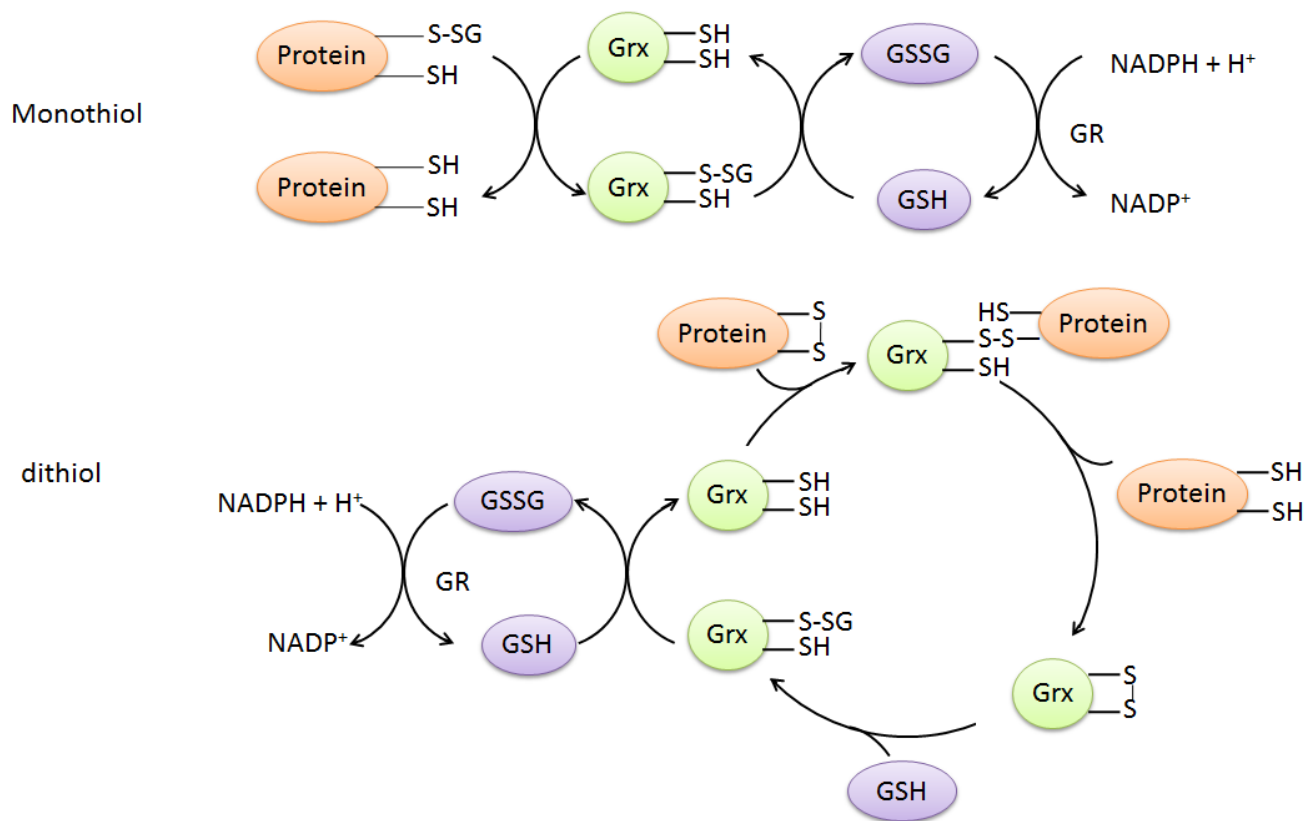 Protein
S-SG
SH
Grx
SH
SH
GSSG
NADPH + H⁺
Monothiol
GR
Protein
SH
SH
Grx
S-SG
SH
GSH
NADP⁺
Protein
S
S
Grx
S-S
SH
HS
Protein
dithiol
NADPH + H⁺
GSSG
Grx
SH
SH
Protein
SH
SH
GR
NADP⁺
GSH
Grx
S-SG
SH
Grx
S
S
GSH